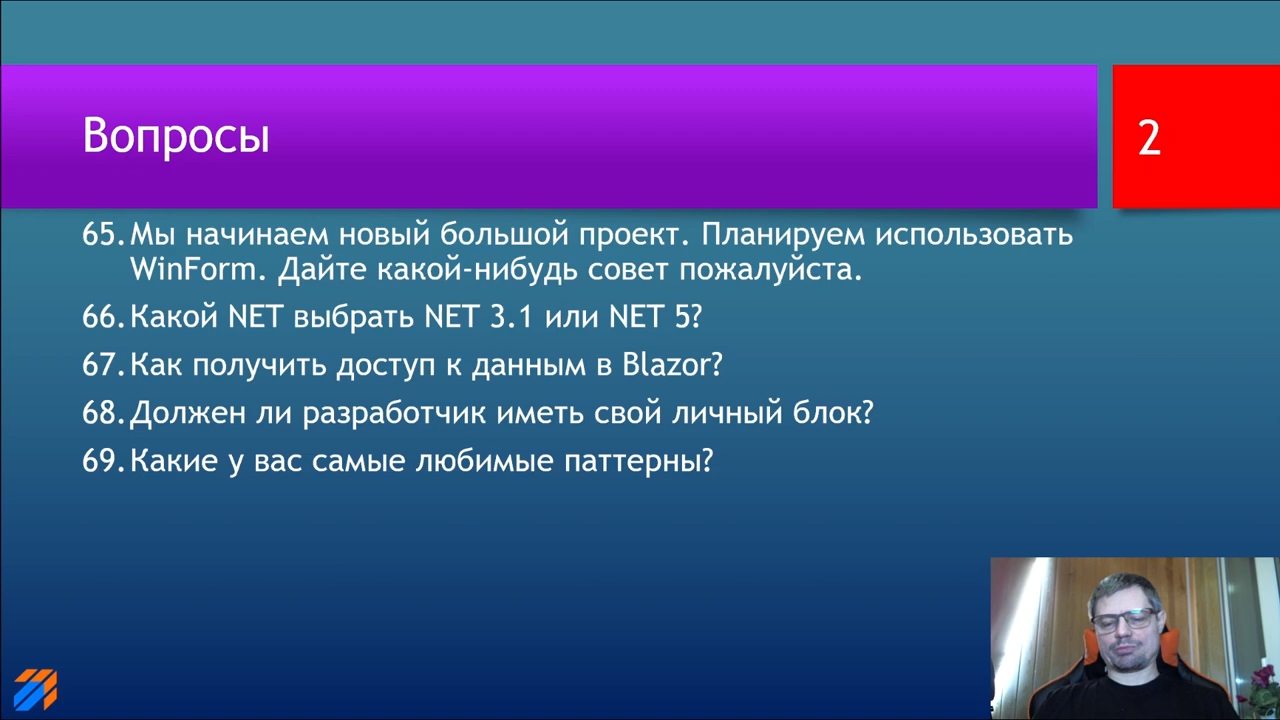 Вопросы
2
65. Мы начинаем новый большой проект. Планируем использовать
WinForm. Дайте какой-нибудь совет пожалуйста.
66. Какой NET выбрать NET 3.1 или NET 5?
67. Как получить доступ к данным в Blazor?
68. Должен ли разработчик иметь свой личный блок?
69. Какие у вас самые любимые паттерны?